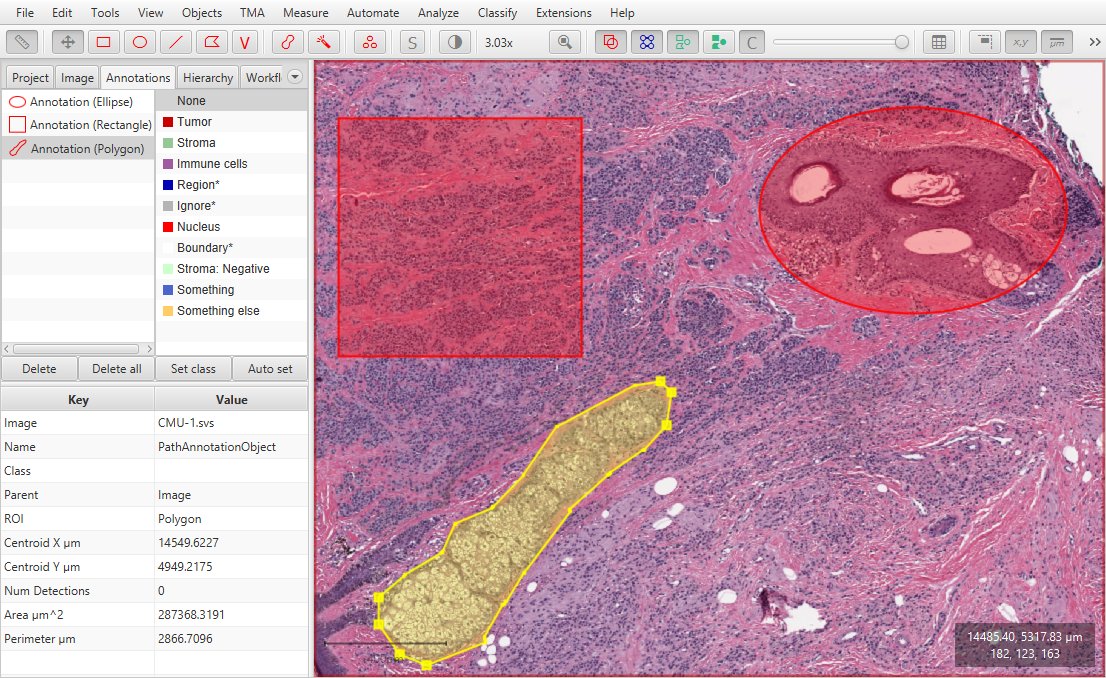 File Edit Tools View Objects TMA Measure Automate Analyze Classify Extensions Help
V S 3.03x C x,y µm
Project Image Annotations Hierarchy Workfl
Annotation (Ellipse)
Annotation (Rectangle)
Annotation (Polygon)
None
Tumor
Stroma
Immune cells
Region*
Ignore*
Nucleus
Boundary*
Stroma: Negative
Something
Something else
Delete Delete all Set class Auto set
Key Value
Image CMU-1.svs
Name PathAnnotationObject
Class
Parent Image
ROI Polygon
Centroid X µm 14549.6227
Centroid Y µm 4949.2175
Num Detections 0
Area µm^2 287368.3191
Perimeter µm 2866.7096
14485.40, 5317.83 µm
182, 123, 163